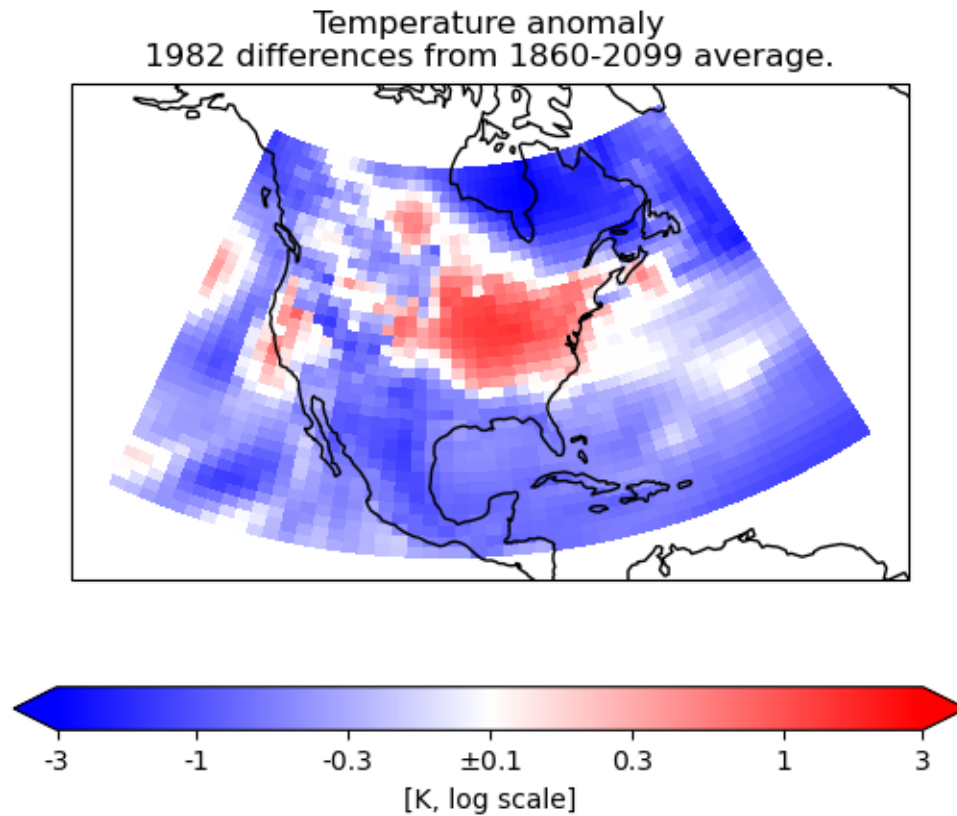 Temperature anomaly
1982 differences from 1860-2099 average.
-3 -1 -0.3 ±0.1 0.3 1 3
[K, log scale]